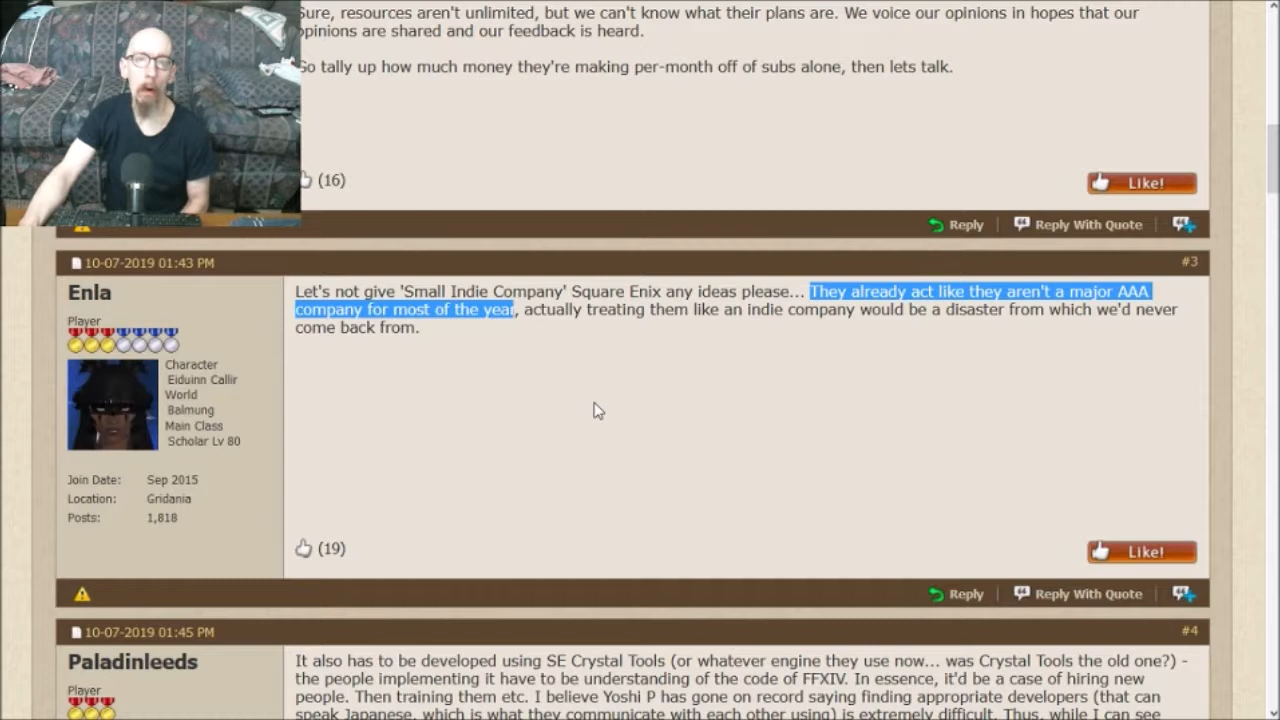 Sure, resources aren't unlimited, but we can't know what their plans are. We voice our opinions in hopes that our
opinions are shared and our feedback is heard.
So tally up how much money they're making per-month off of subs alone, then lets talk.
(16)
Like!
Reply
Reply With Quote
10-07-2019 01:43 PM
#3
Enla
Player
Character
Eiduinn Callir
World
Balmung
Main Class
Scholar Lv 80
Join Date: Sep 2015
Location: Gridania
Posts: 1,818
Let's not give 'Small Indie Company' Square Enix any ideas please... They already act like they aren't a major AAA
company for most of the year, actually treating them like an indie company would be a disaster from which we'd never
come back from.
(19)
Like!
Reply
Reply With Quote
10-07-2019 01:45 PM
#4
Paladinleeds
Player
It also has to be developed using SE Crystal Tools (or whatever engine they use now... was Crystal Tools the old one?) -
the people implementing it have to be understanding of the code of FFXIV. In essence, it'd be a case of hiring new
people. Then training them etc. I believe Yoshi P has gone on record saying finding appropriate developers (that can
speak Japanese, which is what they communicate with each other using) is extremely difficult. Thus, while I can see